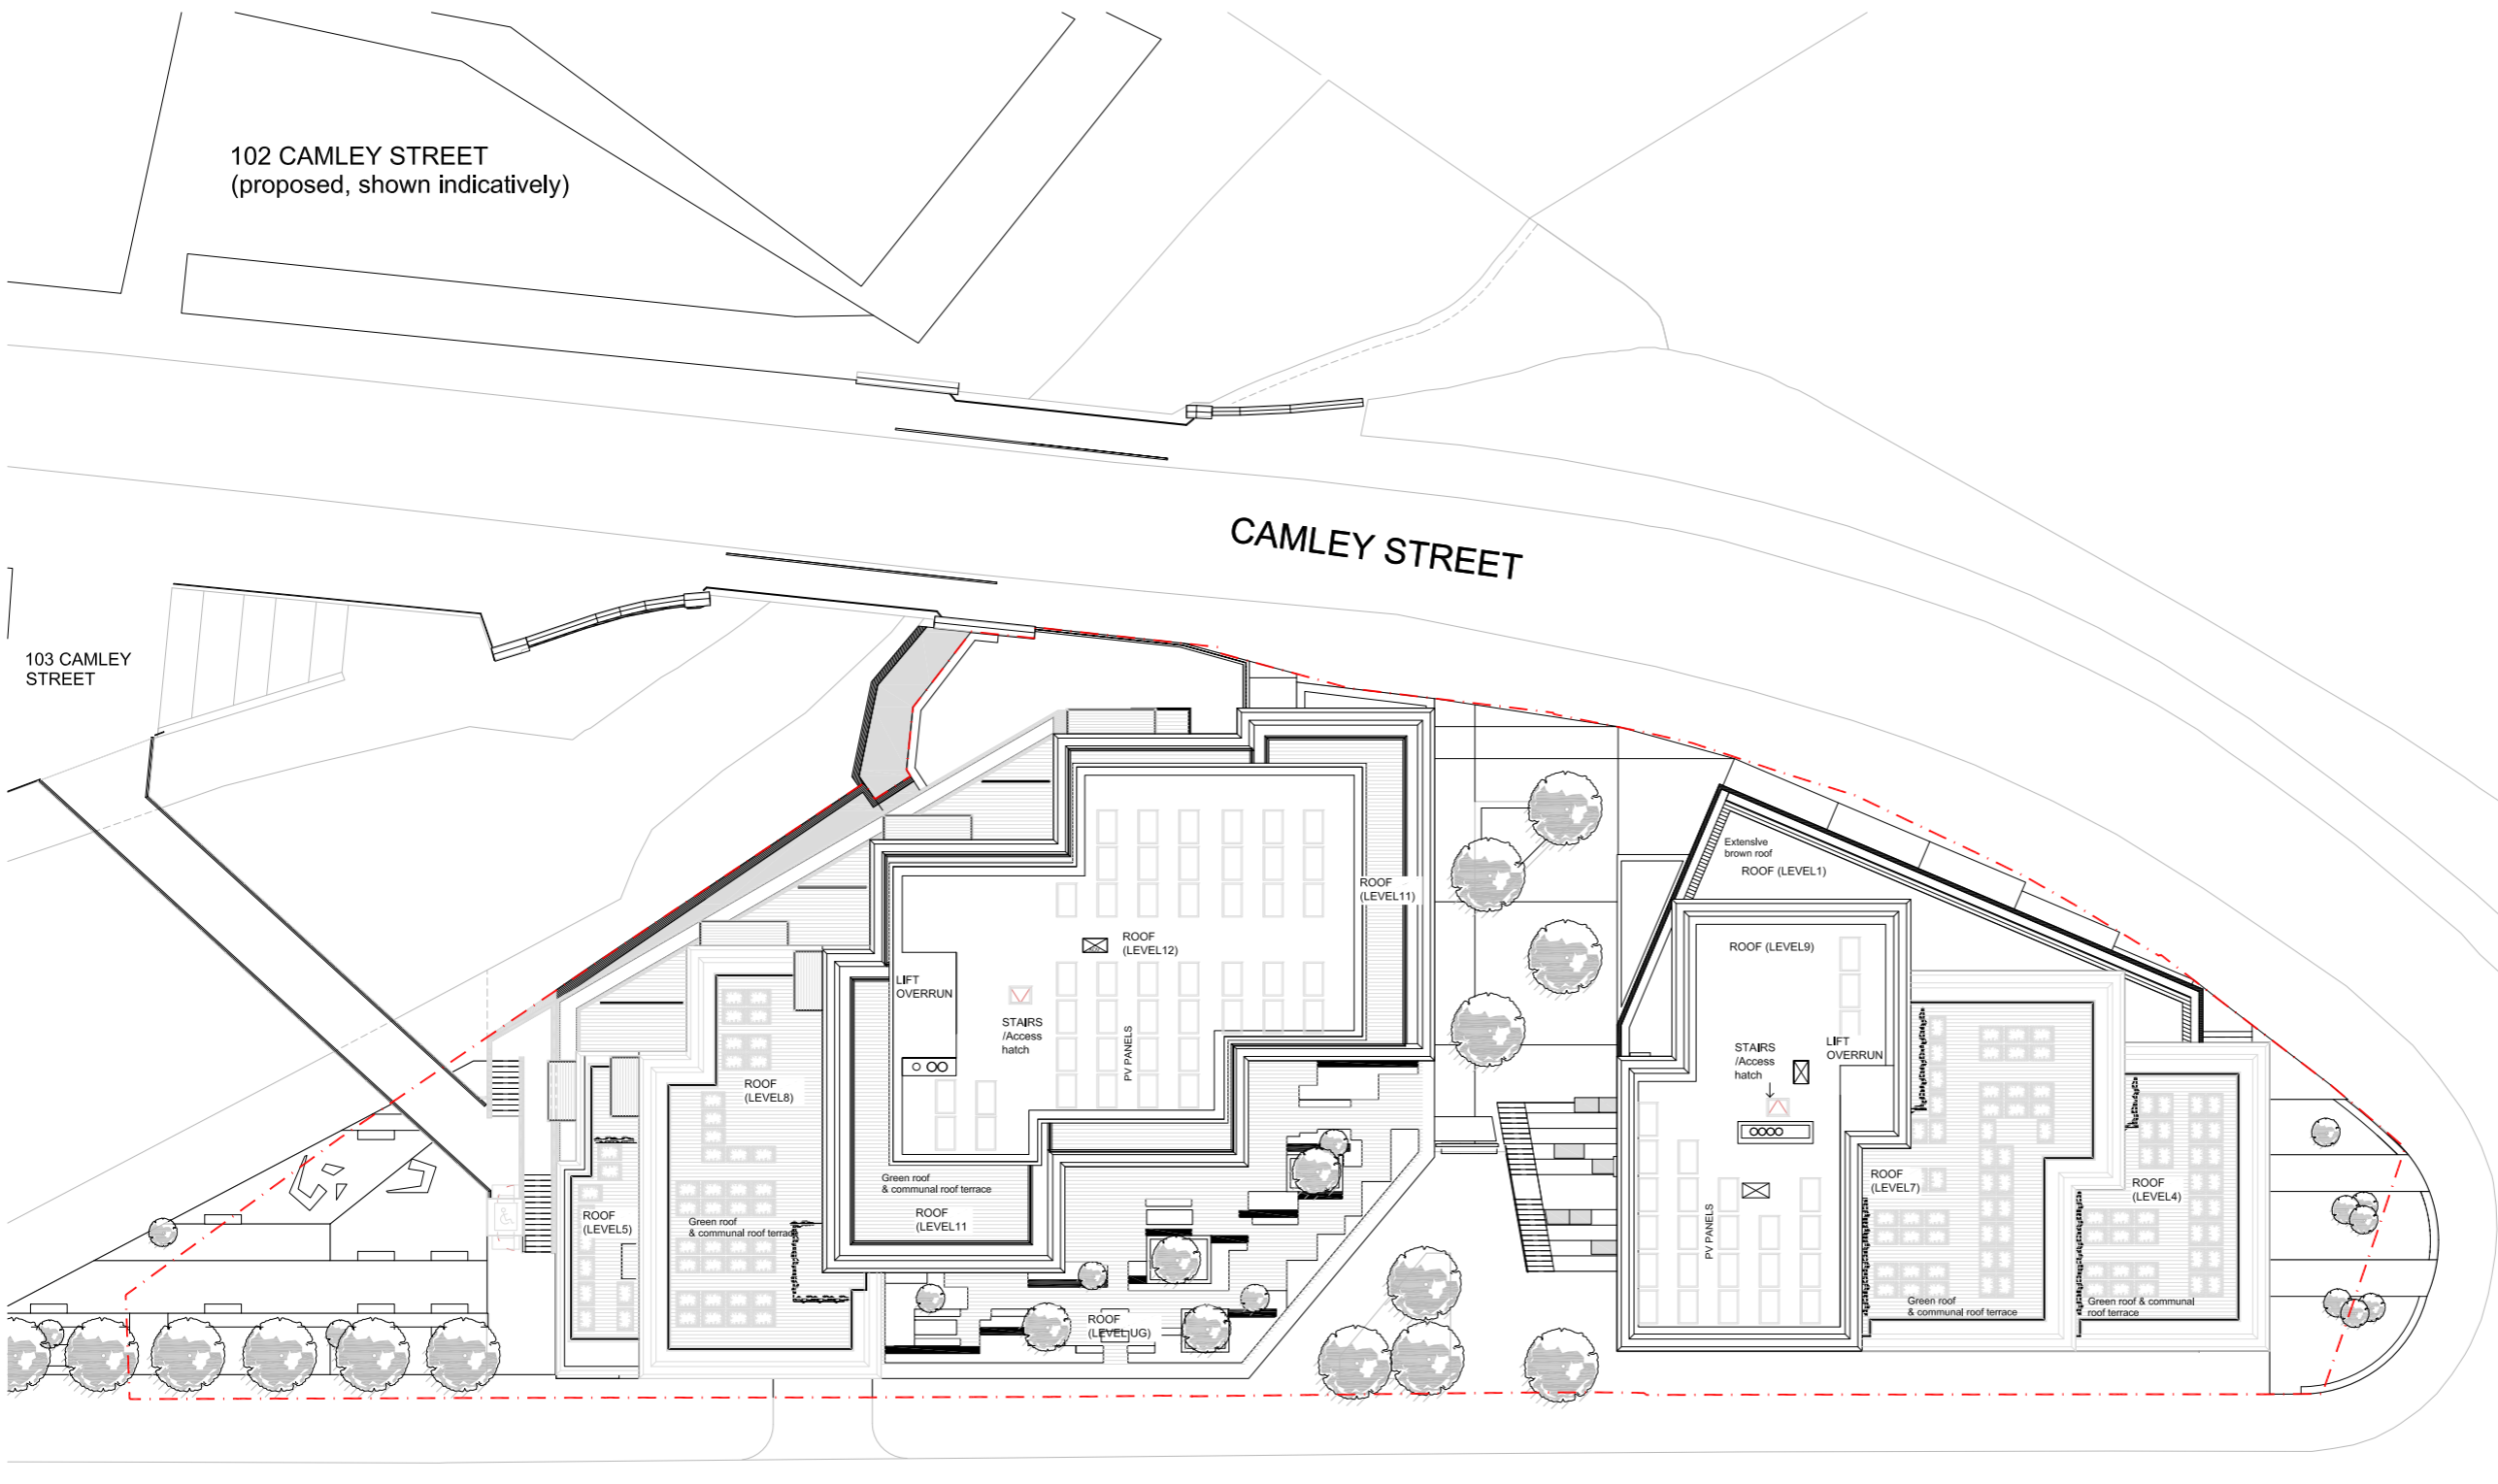 102 CAMLEY STREET
(proposed, shown indicatively)
CAMLEY STREET
103 CAMLEY
STREET
Extensive
brown roof
ROOF (LEVEL1)
ROOF
(LEVEL11)
ROOF
(LEVEL12)
ROOF (LEVEL9)
LIFT
OVERRUN
STAIRS
/Access
hatch
PV PANELS
STAIRS
/Access
hatch
LIFT
OVERRUN
ROOF
(LEVEL8)
Green roof
& communal roof terrace
ROOF
(LEVEL11
ROOF
(LEVEL5)
Green roof
& communal roof terrace
ROOF
(LEVEL UG)
ROOF
(LEVEL7)
ROOF
(LEVEL4)
PV PANELS
Green roof
& communal roof terrace
Green roof & communal
roof terrace